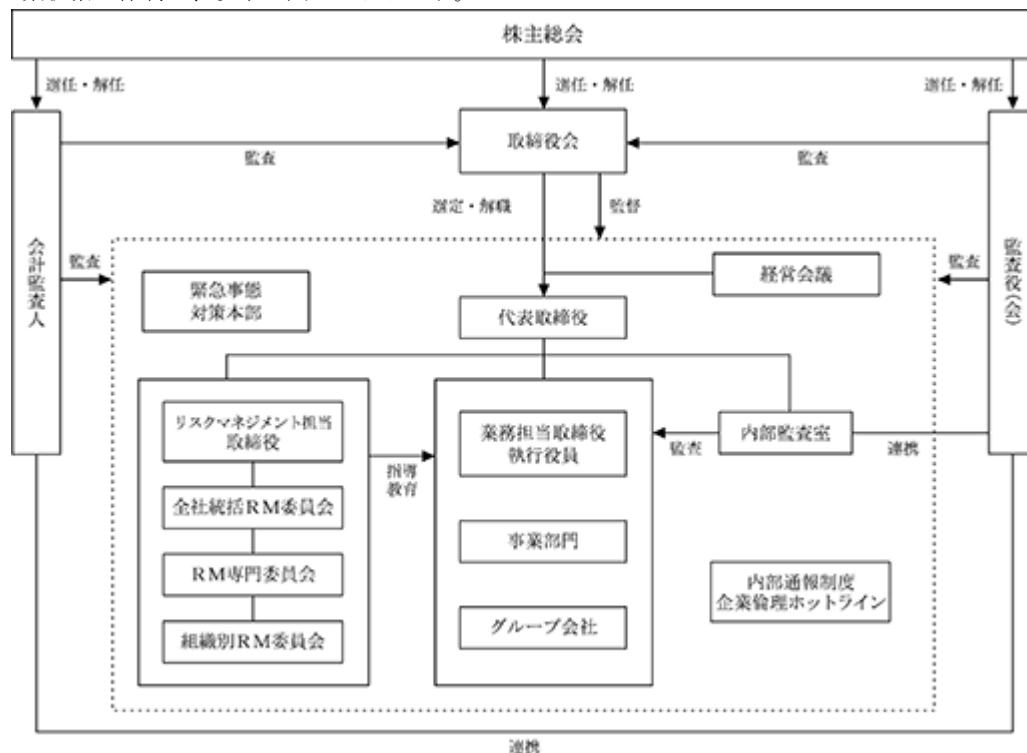 株主総会
選任・解任
選任・解任
選任・解任
取締役会
監査
監査
選定・解職
監督
会計監査人
監査役(会)
監査
監査
緊急事態
対策本部
経営会議
代表取締役
リスクマネジメント担当
取締役
業務担当取締役
執行役員
内部監査室
監査
連携
指導
教育
全社統括RM委員会
事業部門
RM専門委員会
内部通報制度
企業倫理ホットライン
グループ会社
組織別RM委員会
連携